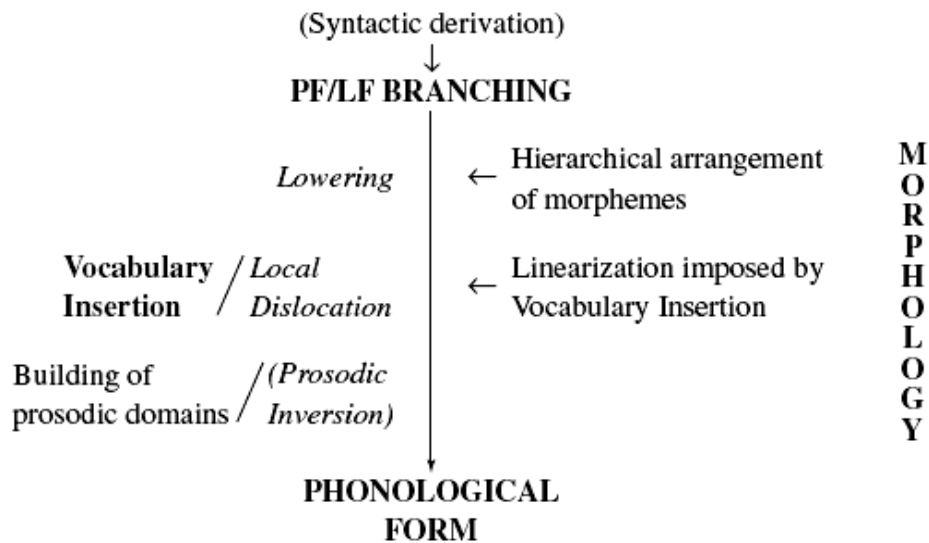 (Syntactic derivation)
PF/LF BRANCHING
Lowering
Hierarchical arrangement
of morphemes
Vocabulary / Local
Insertion Dislocation
Linearization imposed by
Vocabulary Insertion
Building of / (Prosodic
prosodic domains Inversion)
PHONOLOGICAL
FORM
MORPHOLOGY